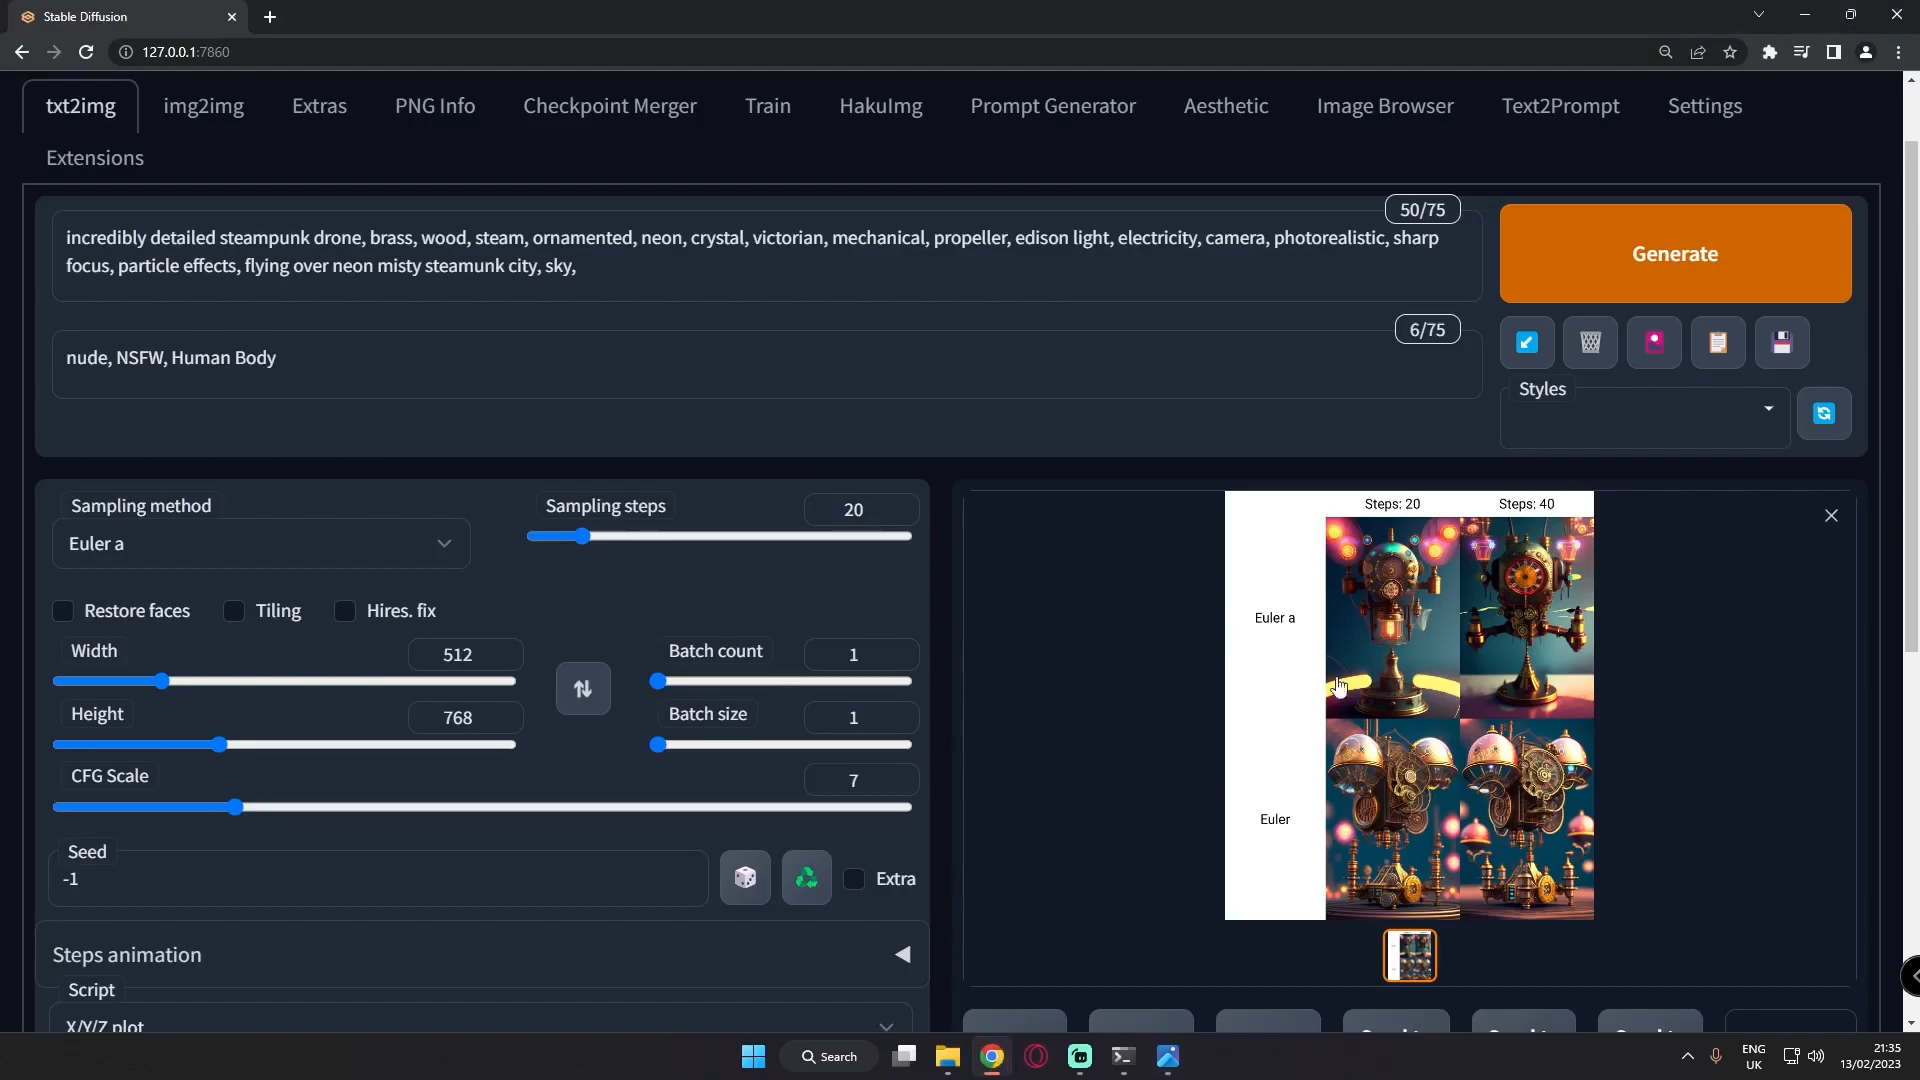 Stable Diffusion
127.0.0.1:7860
txt2img
img2img
Extras
PNG Info
Checkpoint Merger
Train
HakuImg
Prompt Generator
Aesthetic
Image Browser
Text2Prompt
Settings
Extensions
50/75
incredibly detailed steampunk drone, brass, wood, steam, ornamented, neon, crystal, victorian, mechanical, propeller, edison light, electricity, camera, photorealistic, sharp
focus, particle effects, flying over neon misty steamunk city, sky,
Generate
6/75
nude, NSFW, Human Body
Styles
Sampling method
Euler a
Sampling steps
20
Restore faces
Tiling
Hires. fix
Width
512
Height
768
Batch count
1
Batch size
1
CFG Scale
7
Seed
-1
Extra
Steps animation
Script
X/Y/Z plot
Steps: 20
Steps: 40
Euler a
Euler
Search
ENG
UK
21:35
13/02/2023